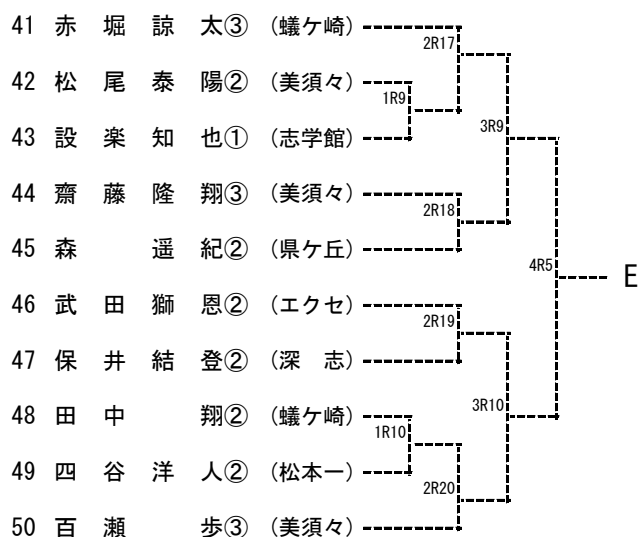 41 赤 堀 諒 太③ (蟻ケ崎)
2R17
42 松 尾 泰 陽② (美須々)
1R9
3R9
43 設 楽 知 也① (志学館)
44 齋 藤 隆 翔③ (美須々)
2R18
45 森 遥 紀② (県ケ丘)
4R5
E
46 武 田 獅 恩② (エクセ)
2R19
47 保 井 結 登② (深 志)
3R10
48 田 中 翔② (蟻ケ崎)
1R10
49 四 谷 洋 人② (松本一)
2R20
50 百 瀬 歩③ (美須々)